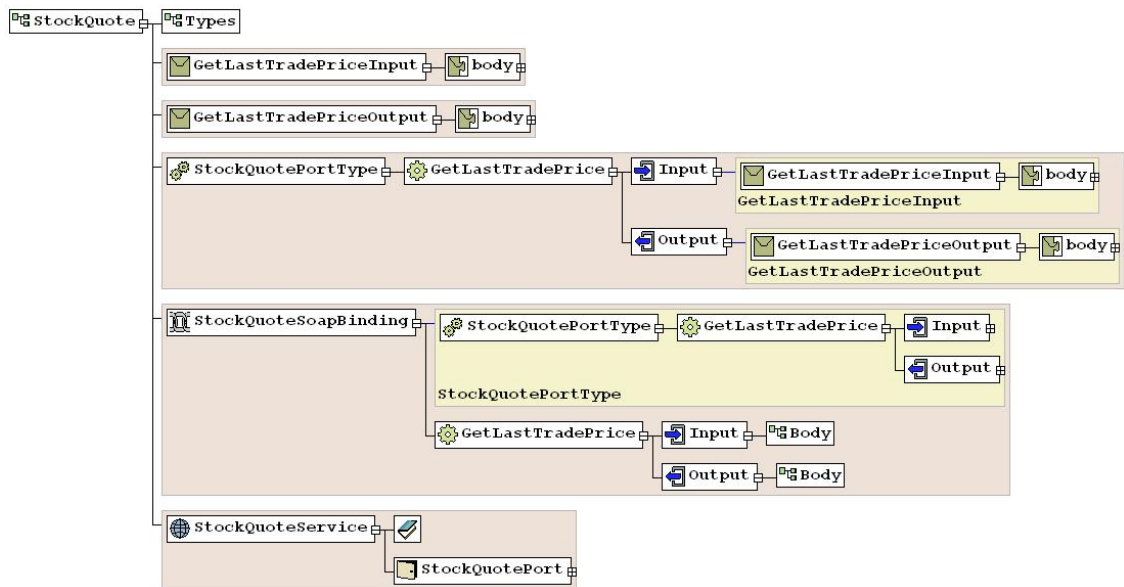 StockQuote Types
GetLastTradePriceInput body
GetLastTradePriceOutput body
StockQuotePortType GetLastTradePrice Input GetLastTradePriceInput body
GetLastTradePriceInput
Output GetLastTradePriceOutput body
GetLastTradePriceOutput
StockQuoteSoapBinding StockQuotePortType GetLastTradePrice Input
Output
StockQuotePortType
GetLastTradePrice Input Body
Output Body
StockQuoteService
StockQuotePort